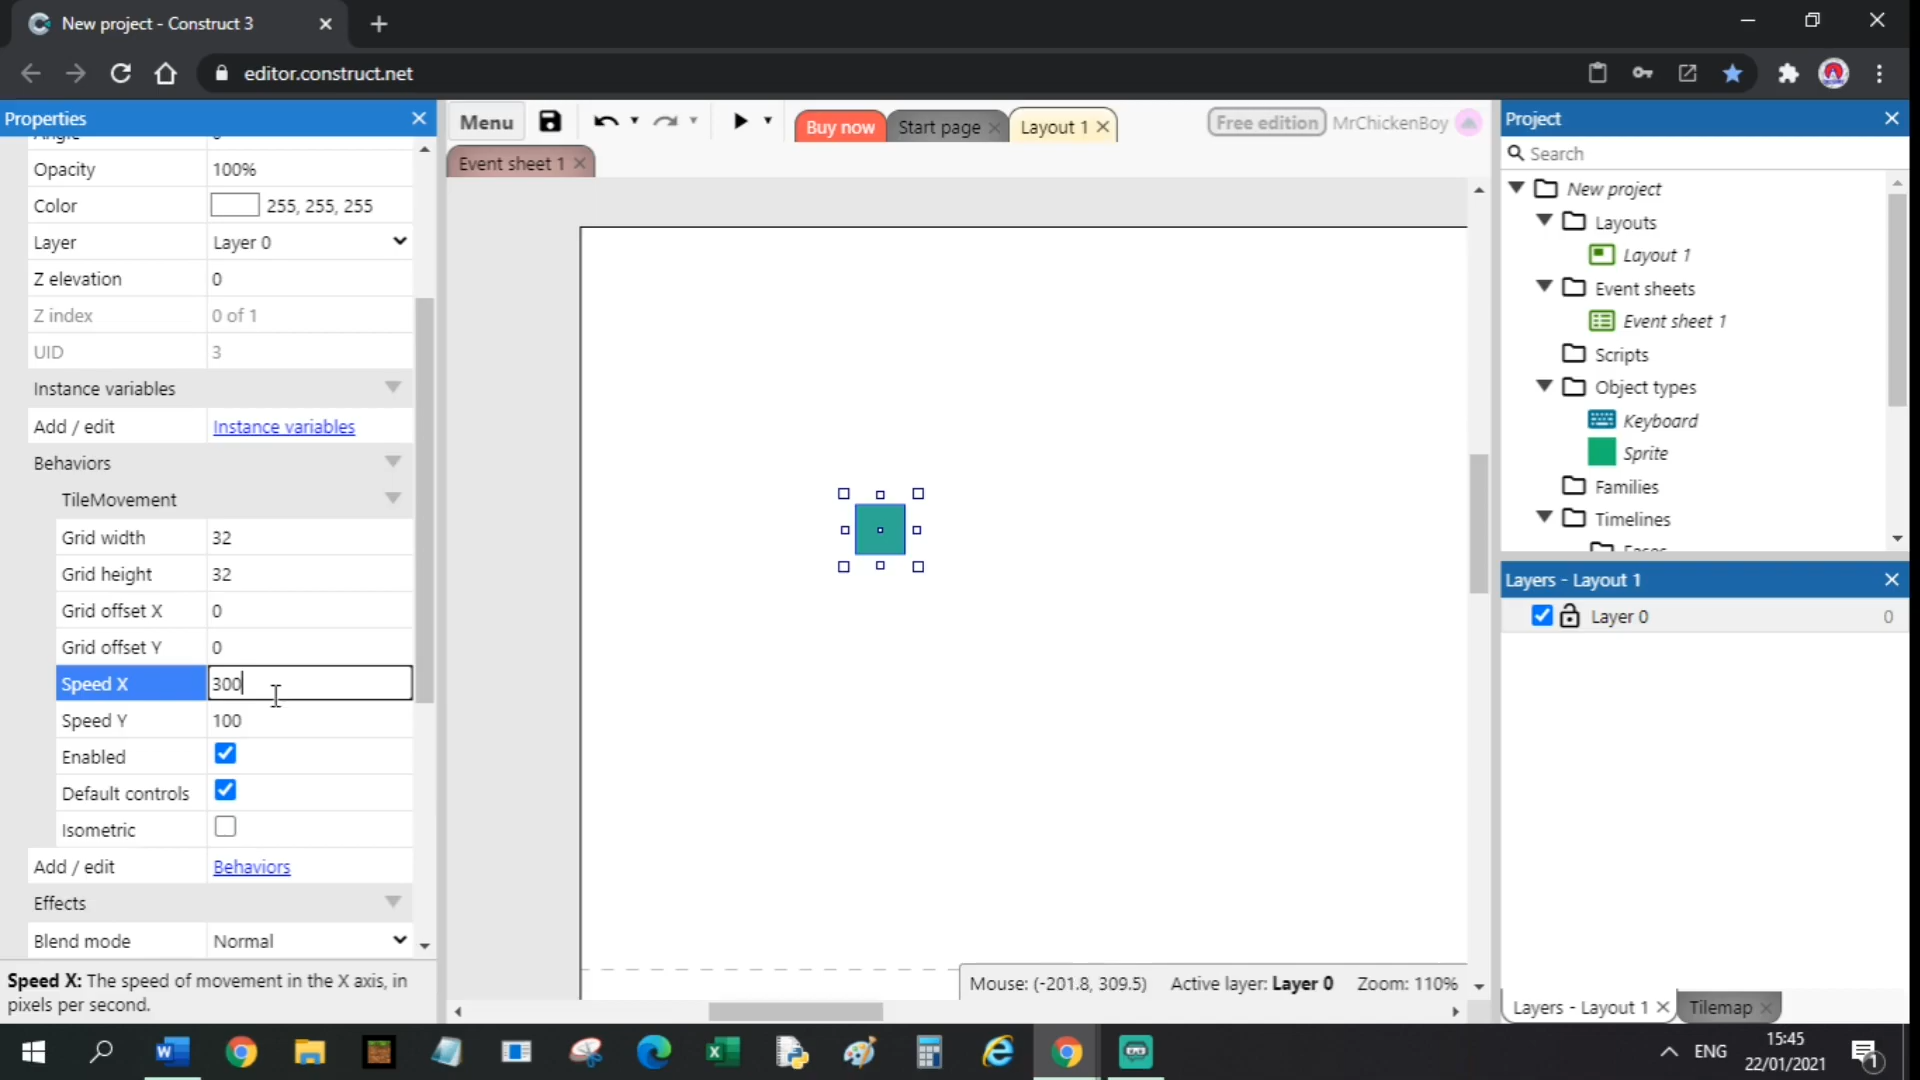 New project - Construct 3
editor.construct.net
Properties
Menu
Buy now
Start page
Layout 1
Free edition
MrChickenBoy
Event sheet 1
Opacity 100%
Color 255, 255, 255
Layer Layer 0
Z elevation 0
Z index 0 of 1
UID 3
Instance variables
Add / edit Instance variables
Behaviors
TileMovement
Grid width 32
Grid height 32
Grid offset X 0
Grid offset Y 0
Speed X 300
Speed Y 100
Enabled
Default controls
Isometric
Add / edit Behaviors
Effects
Blend mode Normal
Speed X: The speed of movement in the X axis, in
pixels per second.
Mouse: (-201.8, 309.5) Active layer: Layer 0 Zoom: 110%
Project
Search
New project
Layouts
Layout 1
Event sheets
Event sheet 1
Scripts
Object types
Keyboard
Sprite
Families
Timelines
Layers - Layout 1
Layer 0 0
Layers - Layout 1
Tilemap
ENG
15:45
22/01/2021
1